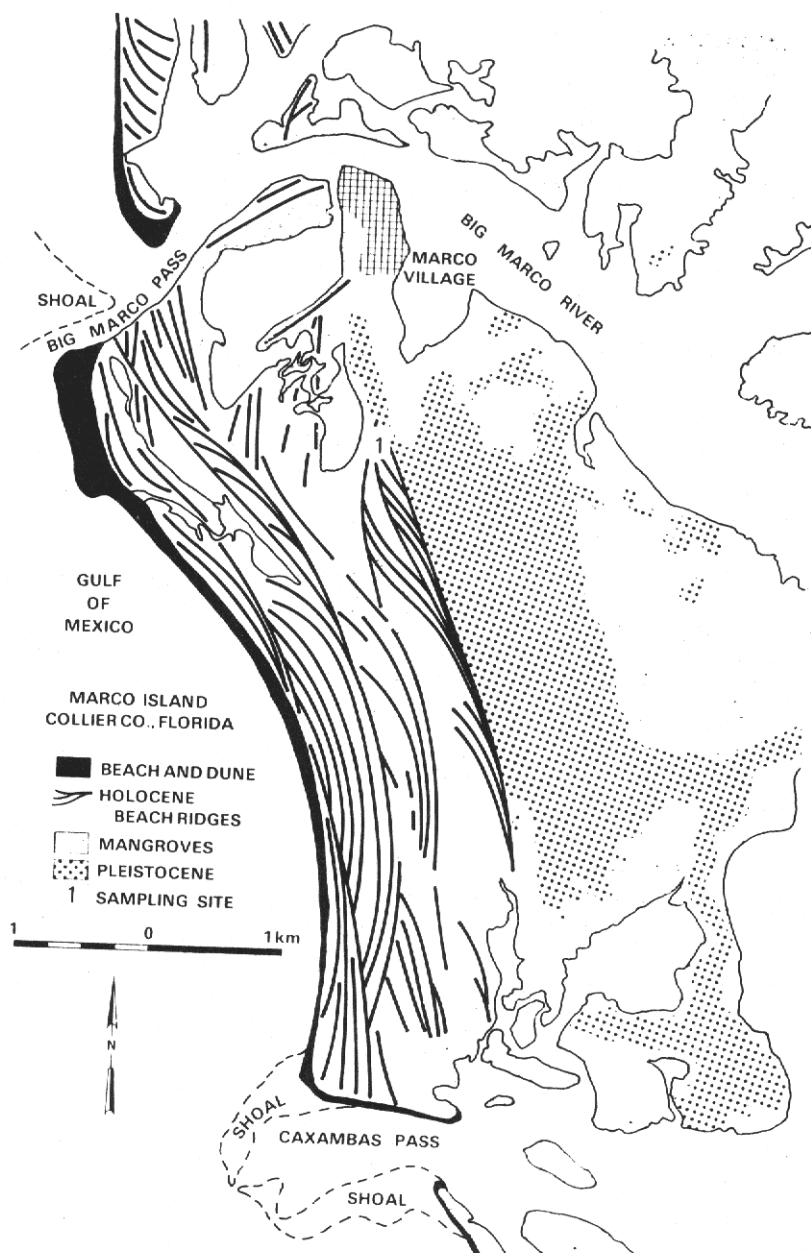 SHOAL
BIG MARCO PASS
MARCO
VILLAGE
BIG MARCO RIVER
1
GULF
OF
MEXICO
MARCO ISLAND
COLLIER CO., FLORIDA
BEACH AND DUNE
HOLOCENE
BEACH RIDGES
MANGROVES
PLEISTOCENE
1 SAMPLING SITE
1 0 1 km
N
SHOAL
CAXAMBAS PASS
SHOAL